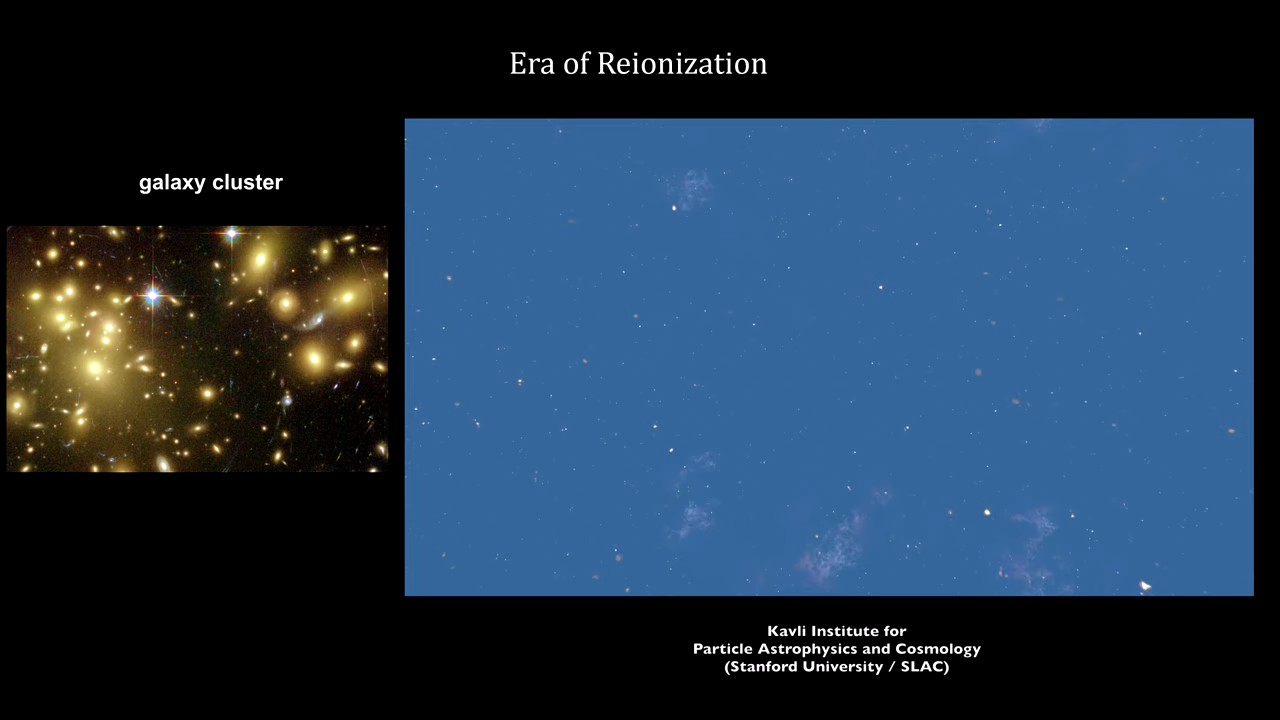 Era of Reionization
galaxy cluster
Kavli Institute for
Particle Astrophysics and Cosmology
(Stanford University / SLAC)